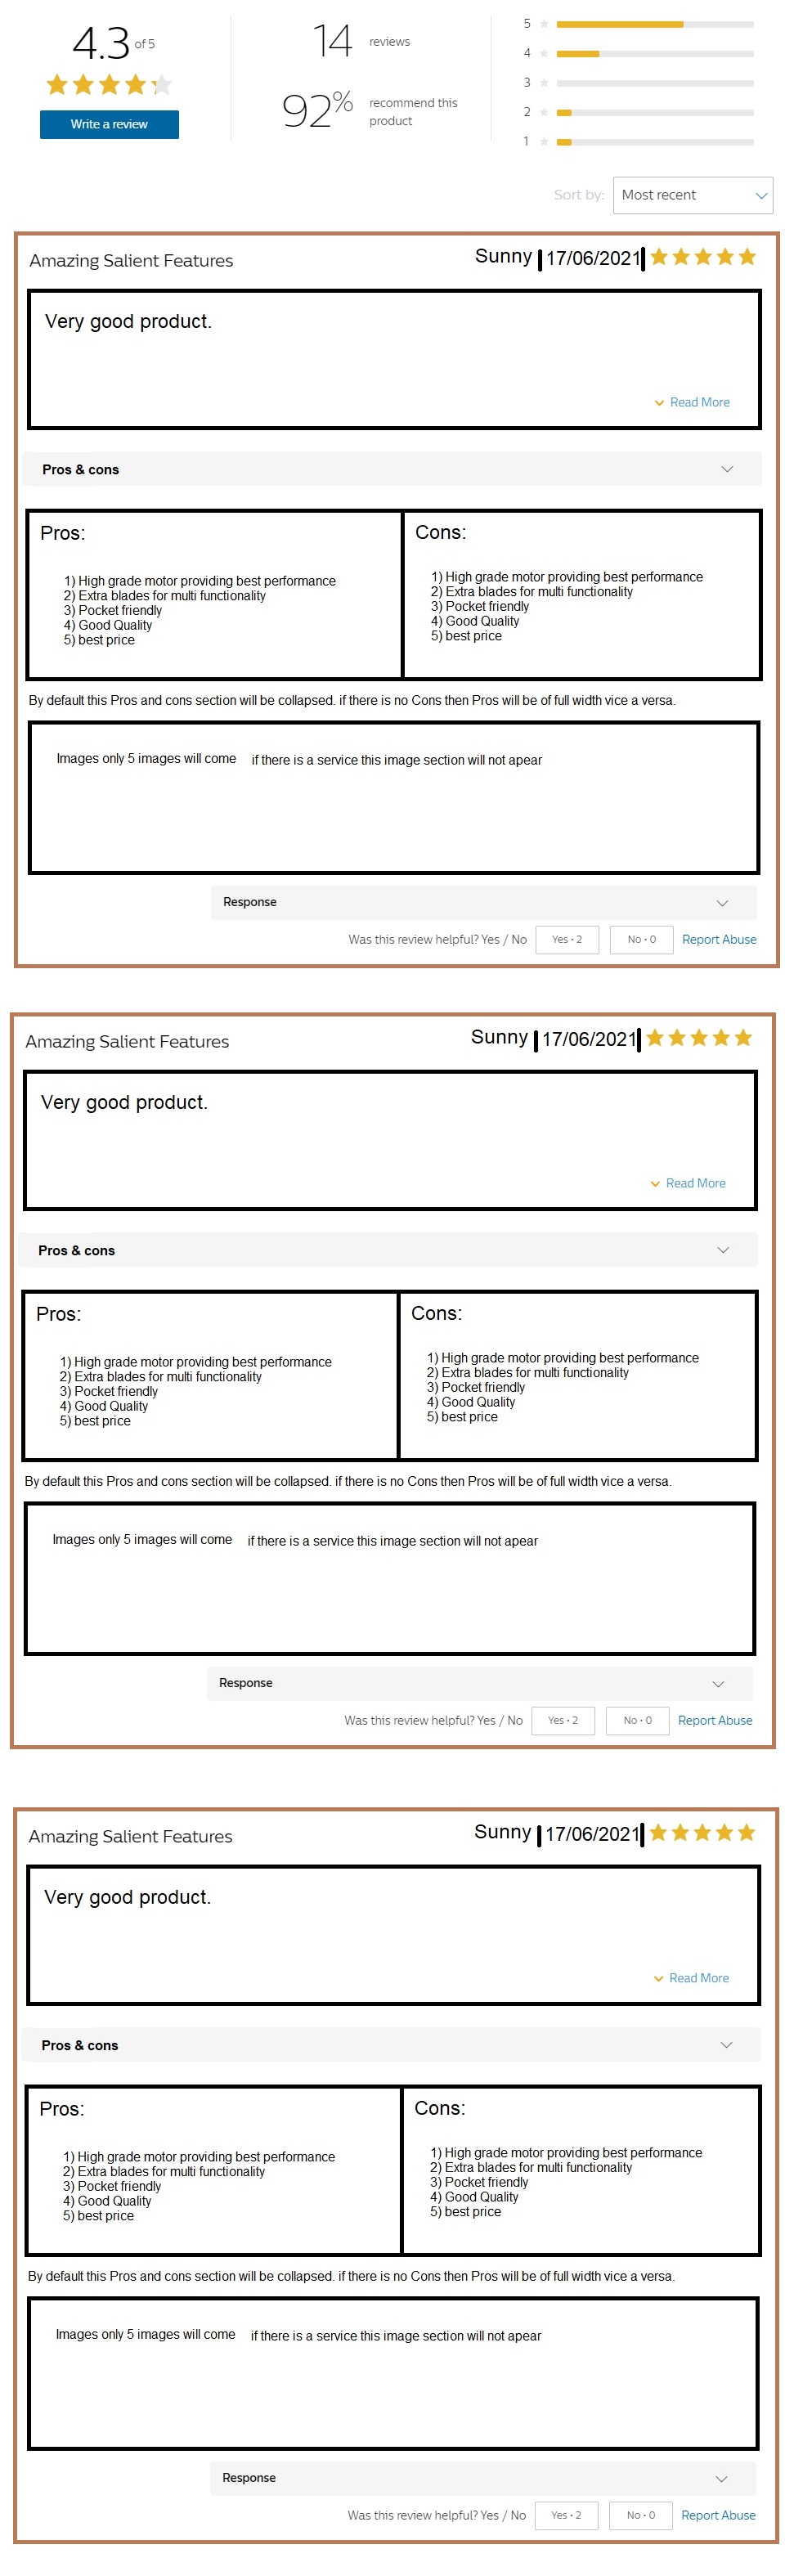 4.3 of 5
Write a review
14 reviews
92% recommend this
product
5
4
3
2
1
Sort by: Most recent
Amazing Salient Features Sunny | 17/06/2021|
Very good product.
Read More
Pros & cons
Pros:
1) High grade motor providing best performance
2) Extra blades for multi functionality
3) Pocket friendly
4) Good Quality
5) best price
Cons:
1) High grade motor providing best performance
2) Extra blades for multi functionality
3) Pocket friendly
4) Good Quality
5) best price
By default this Pros and cons section will be collapsed. if there is no Cons then Pros will be of full width vice a versa.
Images only 5 images will come if there is a service this image section will not apear
Response
Was this review helpful? Yes / No Yes · 2 No · 0 Report Abuse
Amazing Salient Features Sunny | 17/06/2021|
Very good product.
Read More
Pros & cons
Pros:
1) High grade motor providing best performance
2) Extra blades for multi functionality
3) Pocket friendly
4) Good Quality
5) best price
Cons:
1) High grade motor providing best performance
2) Extra blades for multi functionality
3) Pocket friendly
4) Good Quality
5) best price
By default this Pros and cons section will be collapsed. if there is no Cons then Pros will be of full width vice a versa.
Images only 5 images will come if there is a service this image section will not apear
Response
Was this review helpful? Yes / No Yes · 2 No · 0 Report Abuse
Amazing Salient Features Sunny | 17/06/2021|
Very good product.
Read More
Pros & cons
Pros:
1) High grade motor providing best performance
2) Extra blades for multi functionality
3) Pocket friendly
4) Good Quality
5) best price
Cons:
1) High grade motor providing best performance
2) Extra blades for multi functionality
3) Pocket friendly
4) Good Quality
5) best price
By default this Pros and cons section will be collapsed. if there is no Cons then Pros will be of full width vice a versa.
Images only 5 images will come if there is a service this image section will not apear
Response
Was this review helpful? Yes / No Yes · 2 No · 0 Report Abuse